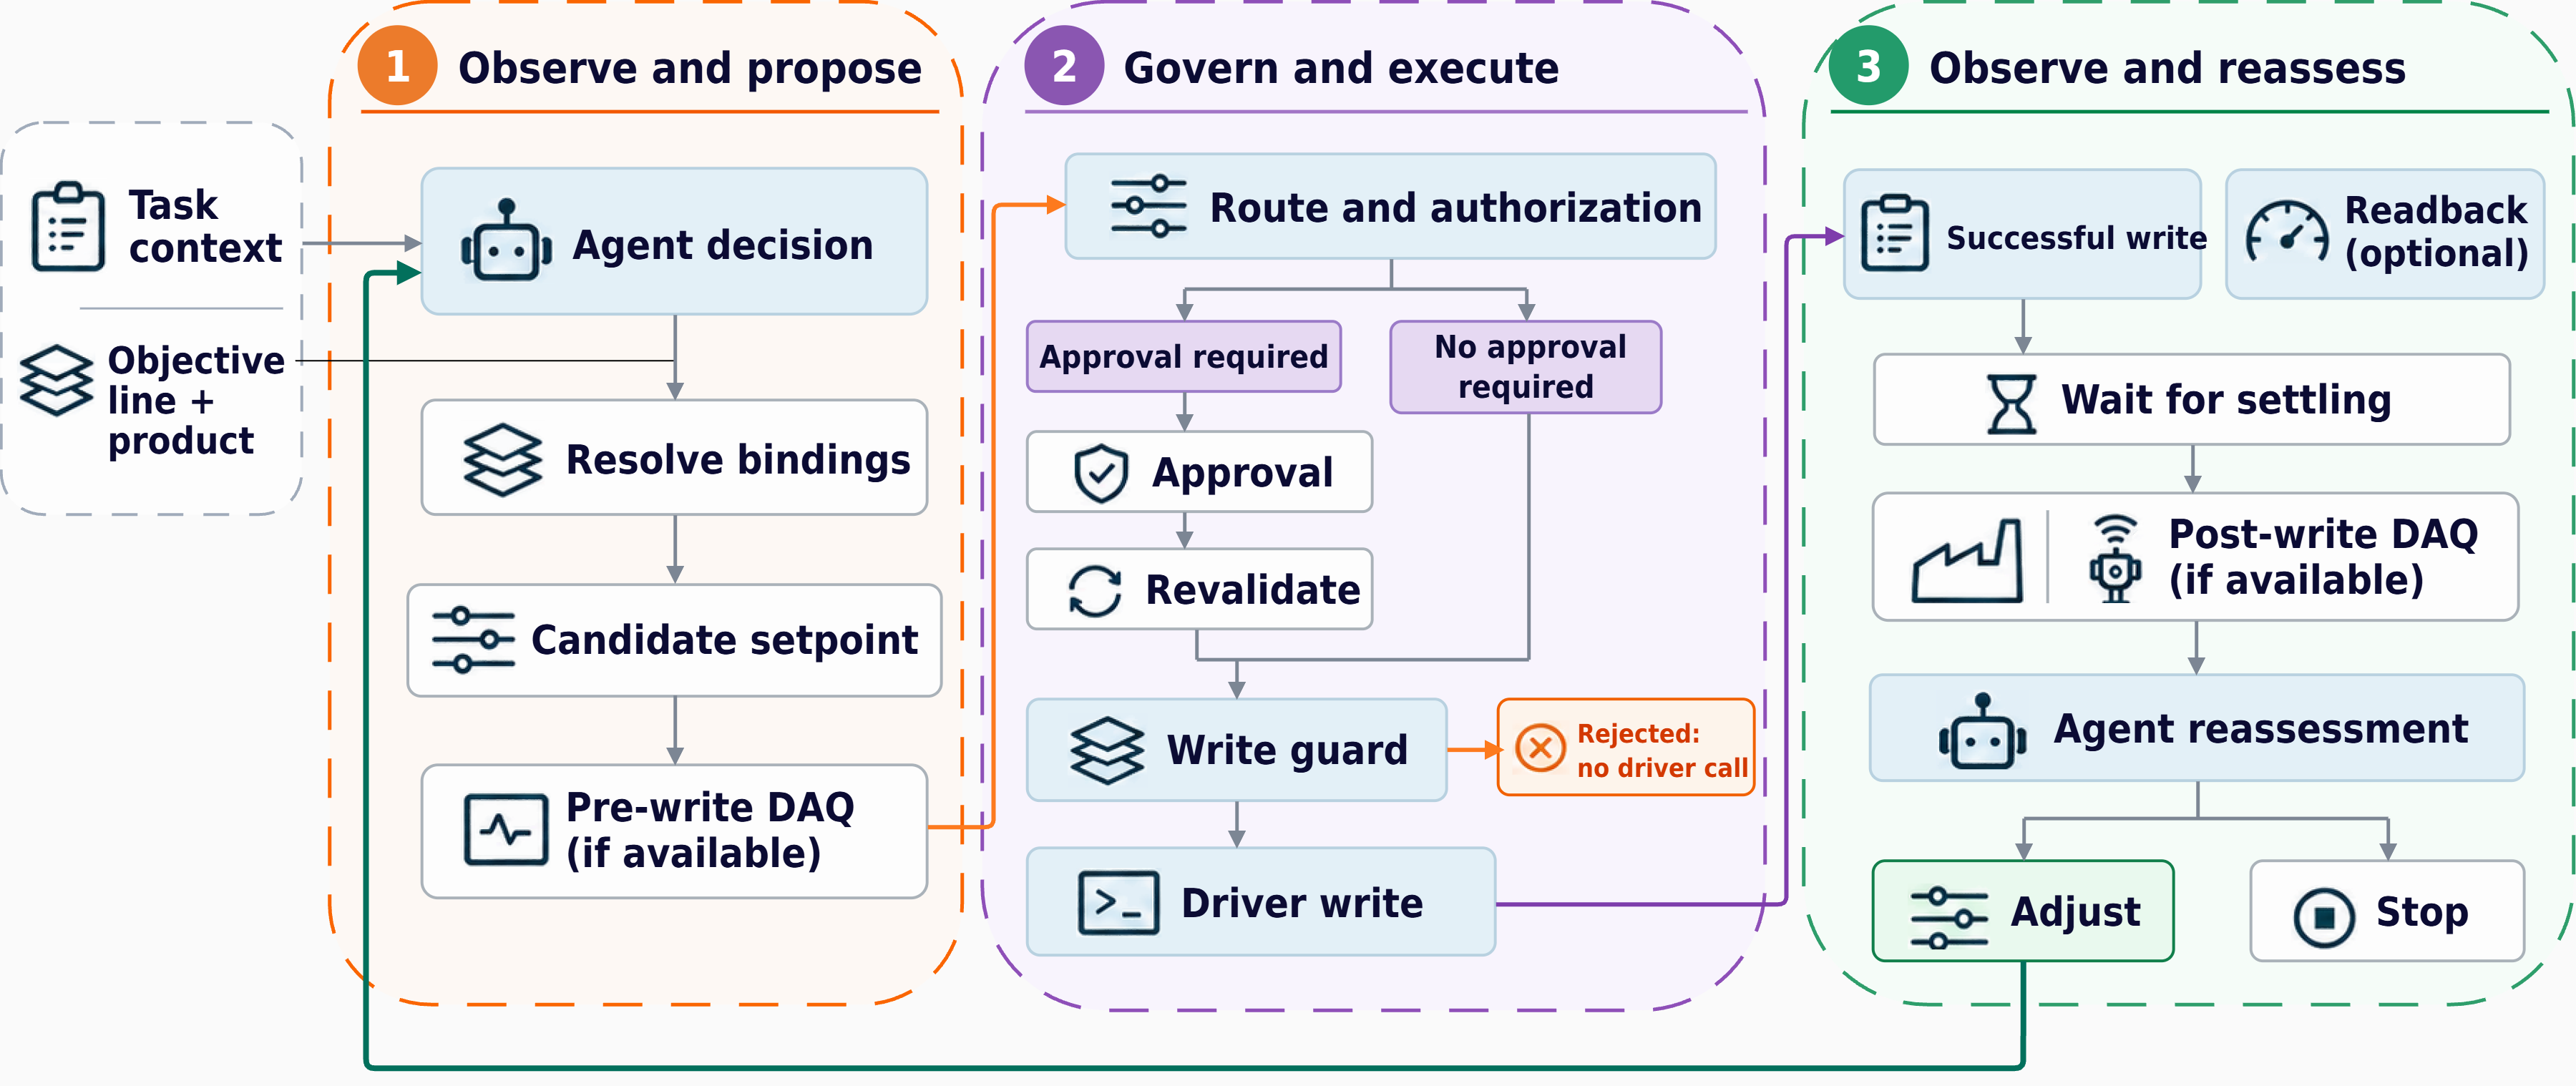 1
Observe and propose
Task
context
Objective
line +
product
Agent decision
Resolve bindings
Candidate setpoint
Pre-write DAQ
(if available)
2
Govern and execute
Route and authorization
Approval required
No approval
required
Approval
Revalidate
Write guard
Rejected:
no driver call
>_
Driver write
3
Observe and reassess
Successful write
Readback
(optional)
Wait for settling
Post-write DAQ
(if available)
Agent reassessment
Adjust
Stop